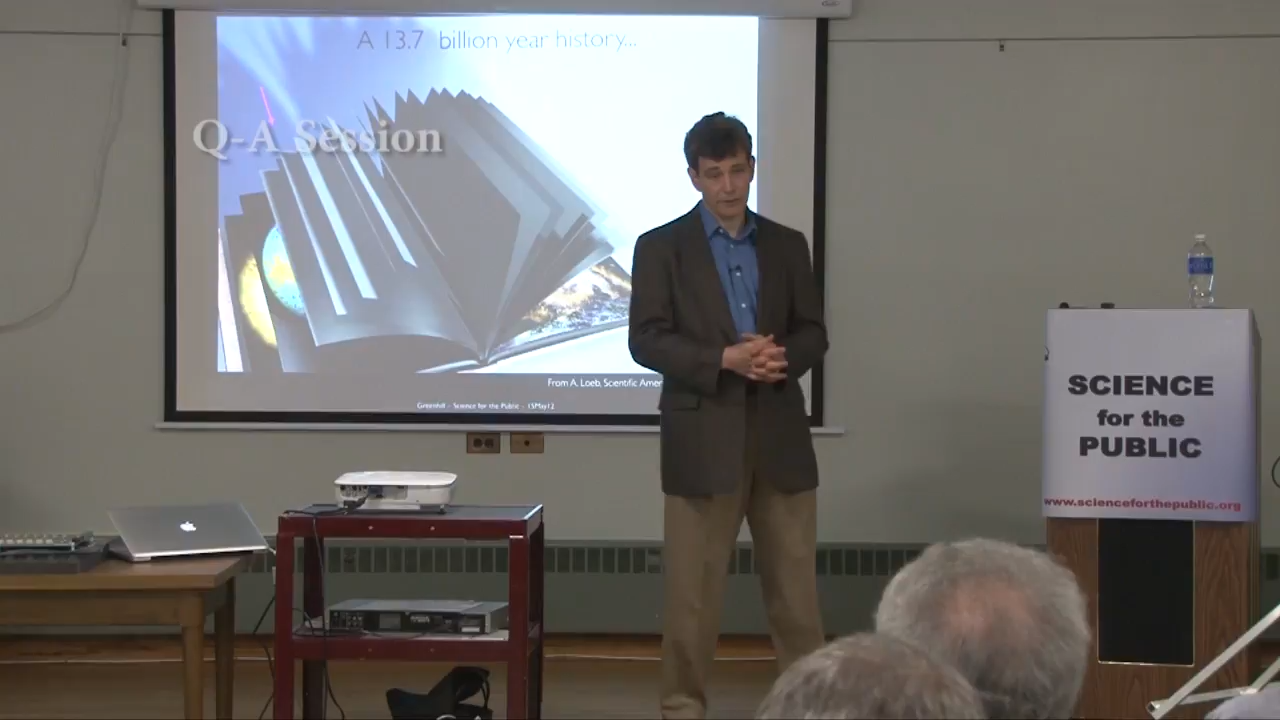 A 13.7 billion year history...
Q-A Session
From A. Loeb, Scientific Amer
Greenhill - Science for the Public - 15May12
SCIENCE
for the
PUBLIC
www.scienceforthepublic.org